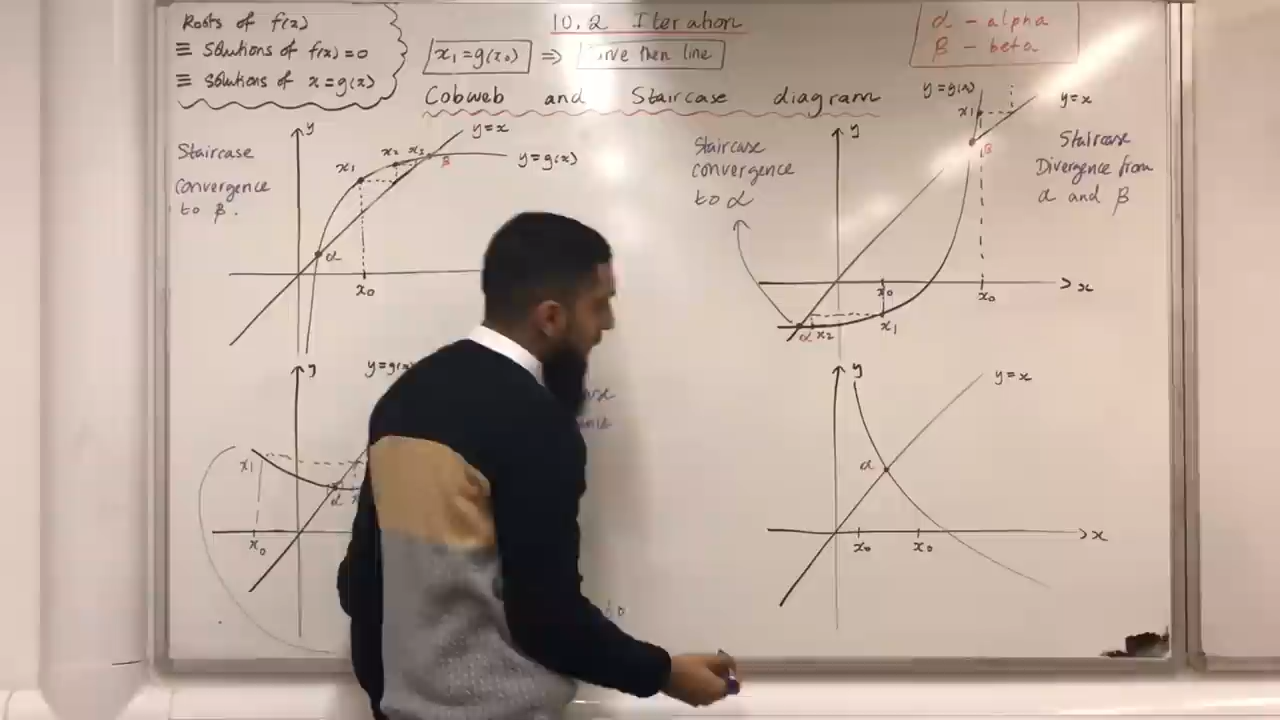 Roots of f(x)
≡ Solutions of f(x)=0
≡ Solutions of x=g(x)
10.2 Iteration
x₁=g(x₀) ⇒ then line
α - alpha
β - beta
Cobweb and Staircase diagram
Staircase
convergence
to β.
y
y=x
y=g(x)
x₁
x₂
x₃
β
α
x₀
Staircase
convergence
to α
y
y=g(x)
x₁
y=x
β
x₀
x₀
x
α
x₂
x₁
Staircase
Divergence from
α and β
y
y=g(x)
x₁
α
x₀
y
y=x
α
x₀
x₀
x